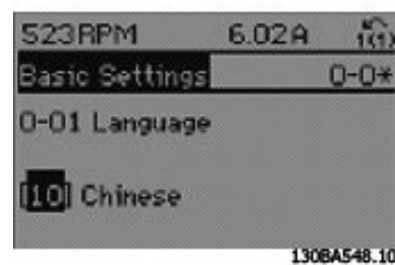 523RPM 6.02A 1(1)
Basic Settings 0-0*
0-01 Language
[10] Chinese
130BA548.10